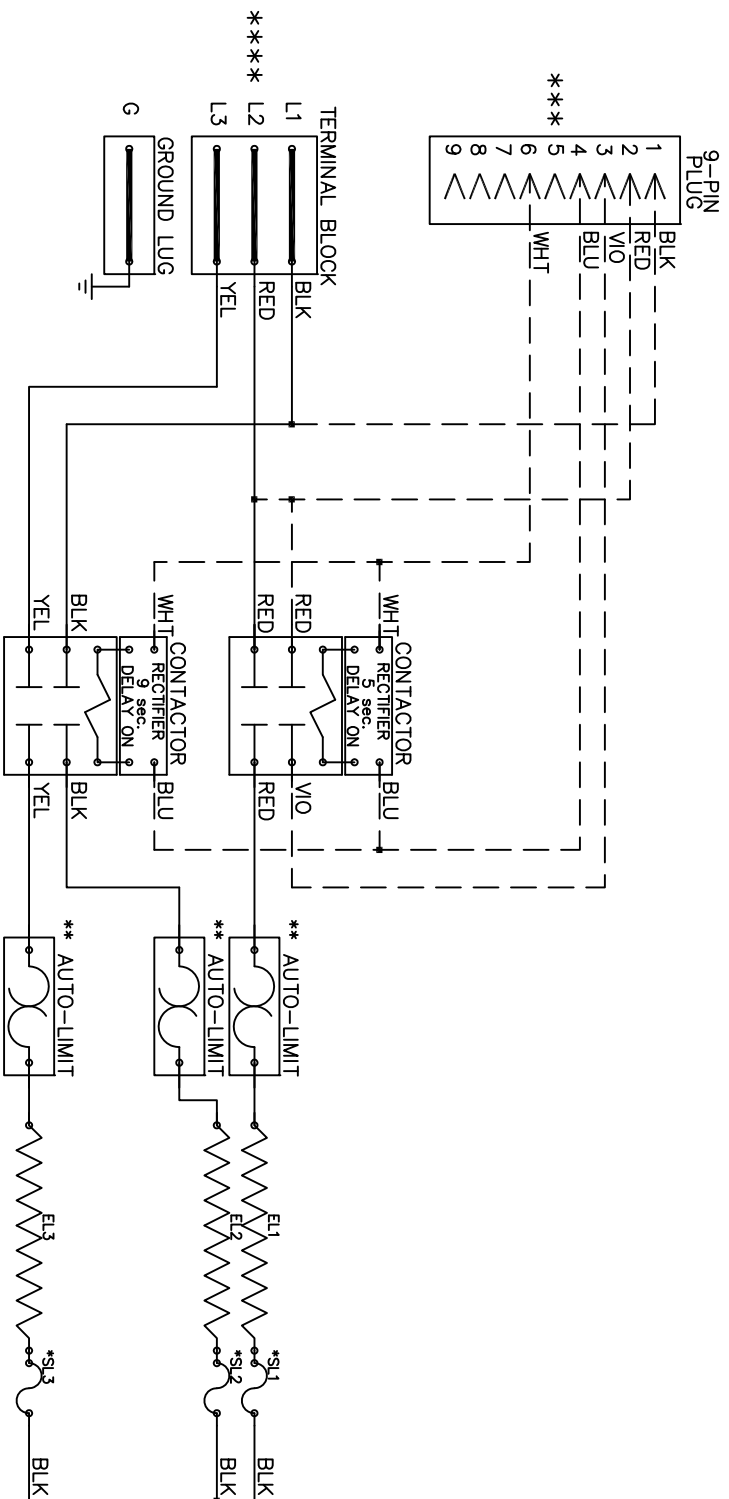 9-PIN
PLUG
***
1
2
3
4
5
6
7
8
9
BLK
RED
VIO
BLU
WHT
TERMINAL BLOCK
****
L1
L2
L3
BLK
RED
YEL
GROUND LUG
G
CONTACTOR
WHT
RECTIFIER
5 sec.
DELAY ON
BLU
RED
VIO
RED
RED
CONTACTOR
WHT
RECTIFIER
9 sec.
DELAY ON
BLU
BLK
BLK
YEL
YEL
** AUTO-LIMIT
EL1
*SL1
BLK
** AUTO-LIMIT
EL2
*SL2
BLK
** AUTO-LIMIT
EL3
*SL3
BLK